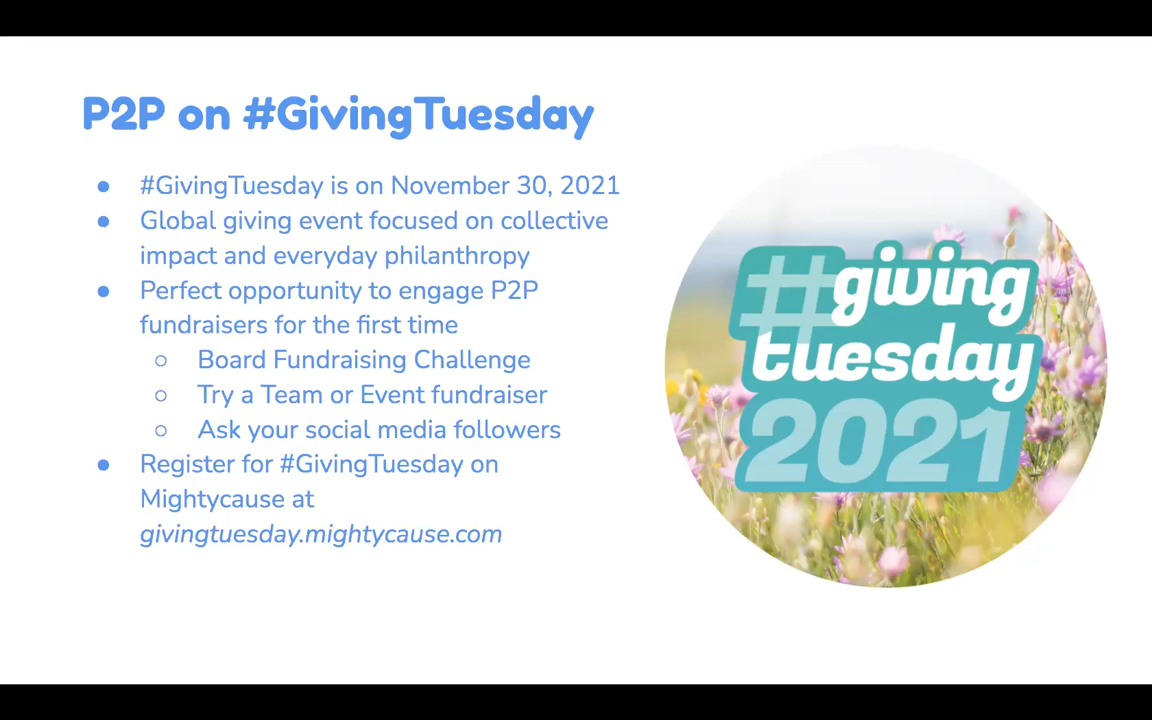 P2P on #GivingTuesday
● #GivingTuesday is on November 30, 2021
● Global giving event focused on collective
impact and everyday philanthropy
● Perfect opportunity to engage P2P
fundraisers for the first time
○ Board Fundraising Challenge
○ Try a Team or Event fundraiser
○ Ask your social media followers
● Register for #GivingTuesday on
Mightycause at
givingtuesday.mightycause.com
#giving
tuesday
2021